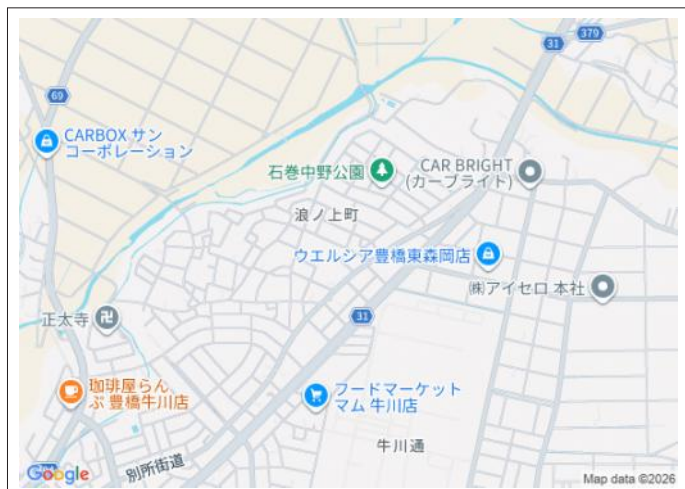 31
379
69
CARBOX サン
コーポレーション
石巻中野公園
CAR BRIGHT
(カーブライト)
浪ノ上町
ウエルシア豊橋東森岡店
㈱アイセロ 本社
31
正太寺
珈琲屋らん
ぶ 豊橋牛川店
フードマーケット
マム 牛川店
牛川通
別所街道
Google
Map data ©2026